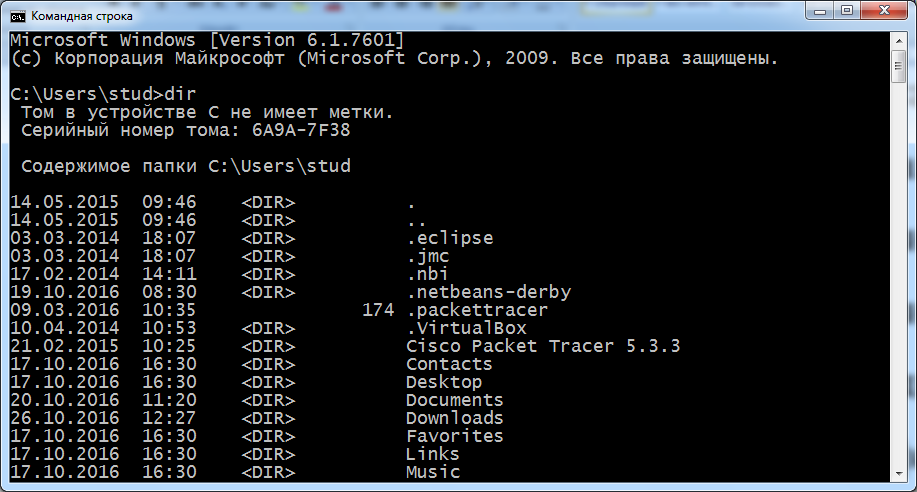 Командная строка
Microsoft Windows [Version 6.1.7601]
(c) Корпорация Майкрософт (Microsoft Corp.), 2009. Все права защищены.
C:\Users\stud>dir
Том в устройстве C не имеет метки.
Серийный номер тома: 6A9A-7F38
Содержимое папки C:\Users\stud
14.05.2015  09:46    <DIR>          .
14.05.2015  09:46    <DIR>          ..
03.03.2014  18:07    <DIR>          .eclipse
03.03.2014  18:07    <DIR>          .jmc
17.02.2014  14:11    <DIR>          .nbi
19.10.2016  08:30    <DIR>          .netbeans-derby
09.03.2016  10:35               174 .packettracer
10.04.2014  10:53    <DIR>          .VirtualBox
21.02.2015  10:25    <DIR>          Cisco Packet Tracer 5.3.3
17.10.2016  16:30    <DIR>          Contacts
17.10.2016  16:30    <DIR>          Desktop
20.10.2016  11:20    <DIR>          Documents
26.10.2016  12:27    <DIR>          Downloads
17.10.2016  16:30    <DIR>          Favorites
17.10.2016  16:30    <DIR>          Links
17.10.2016  16:30    <DIR>          Music